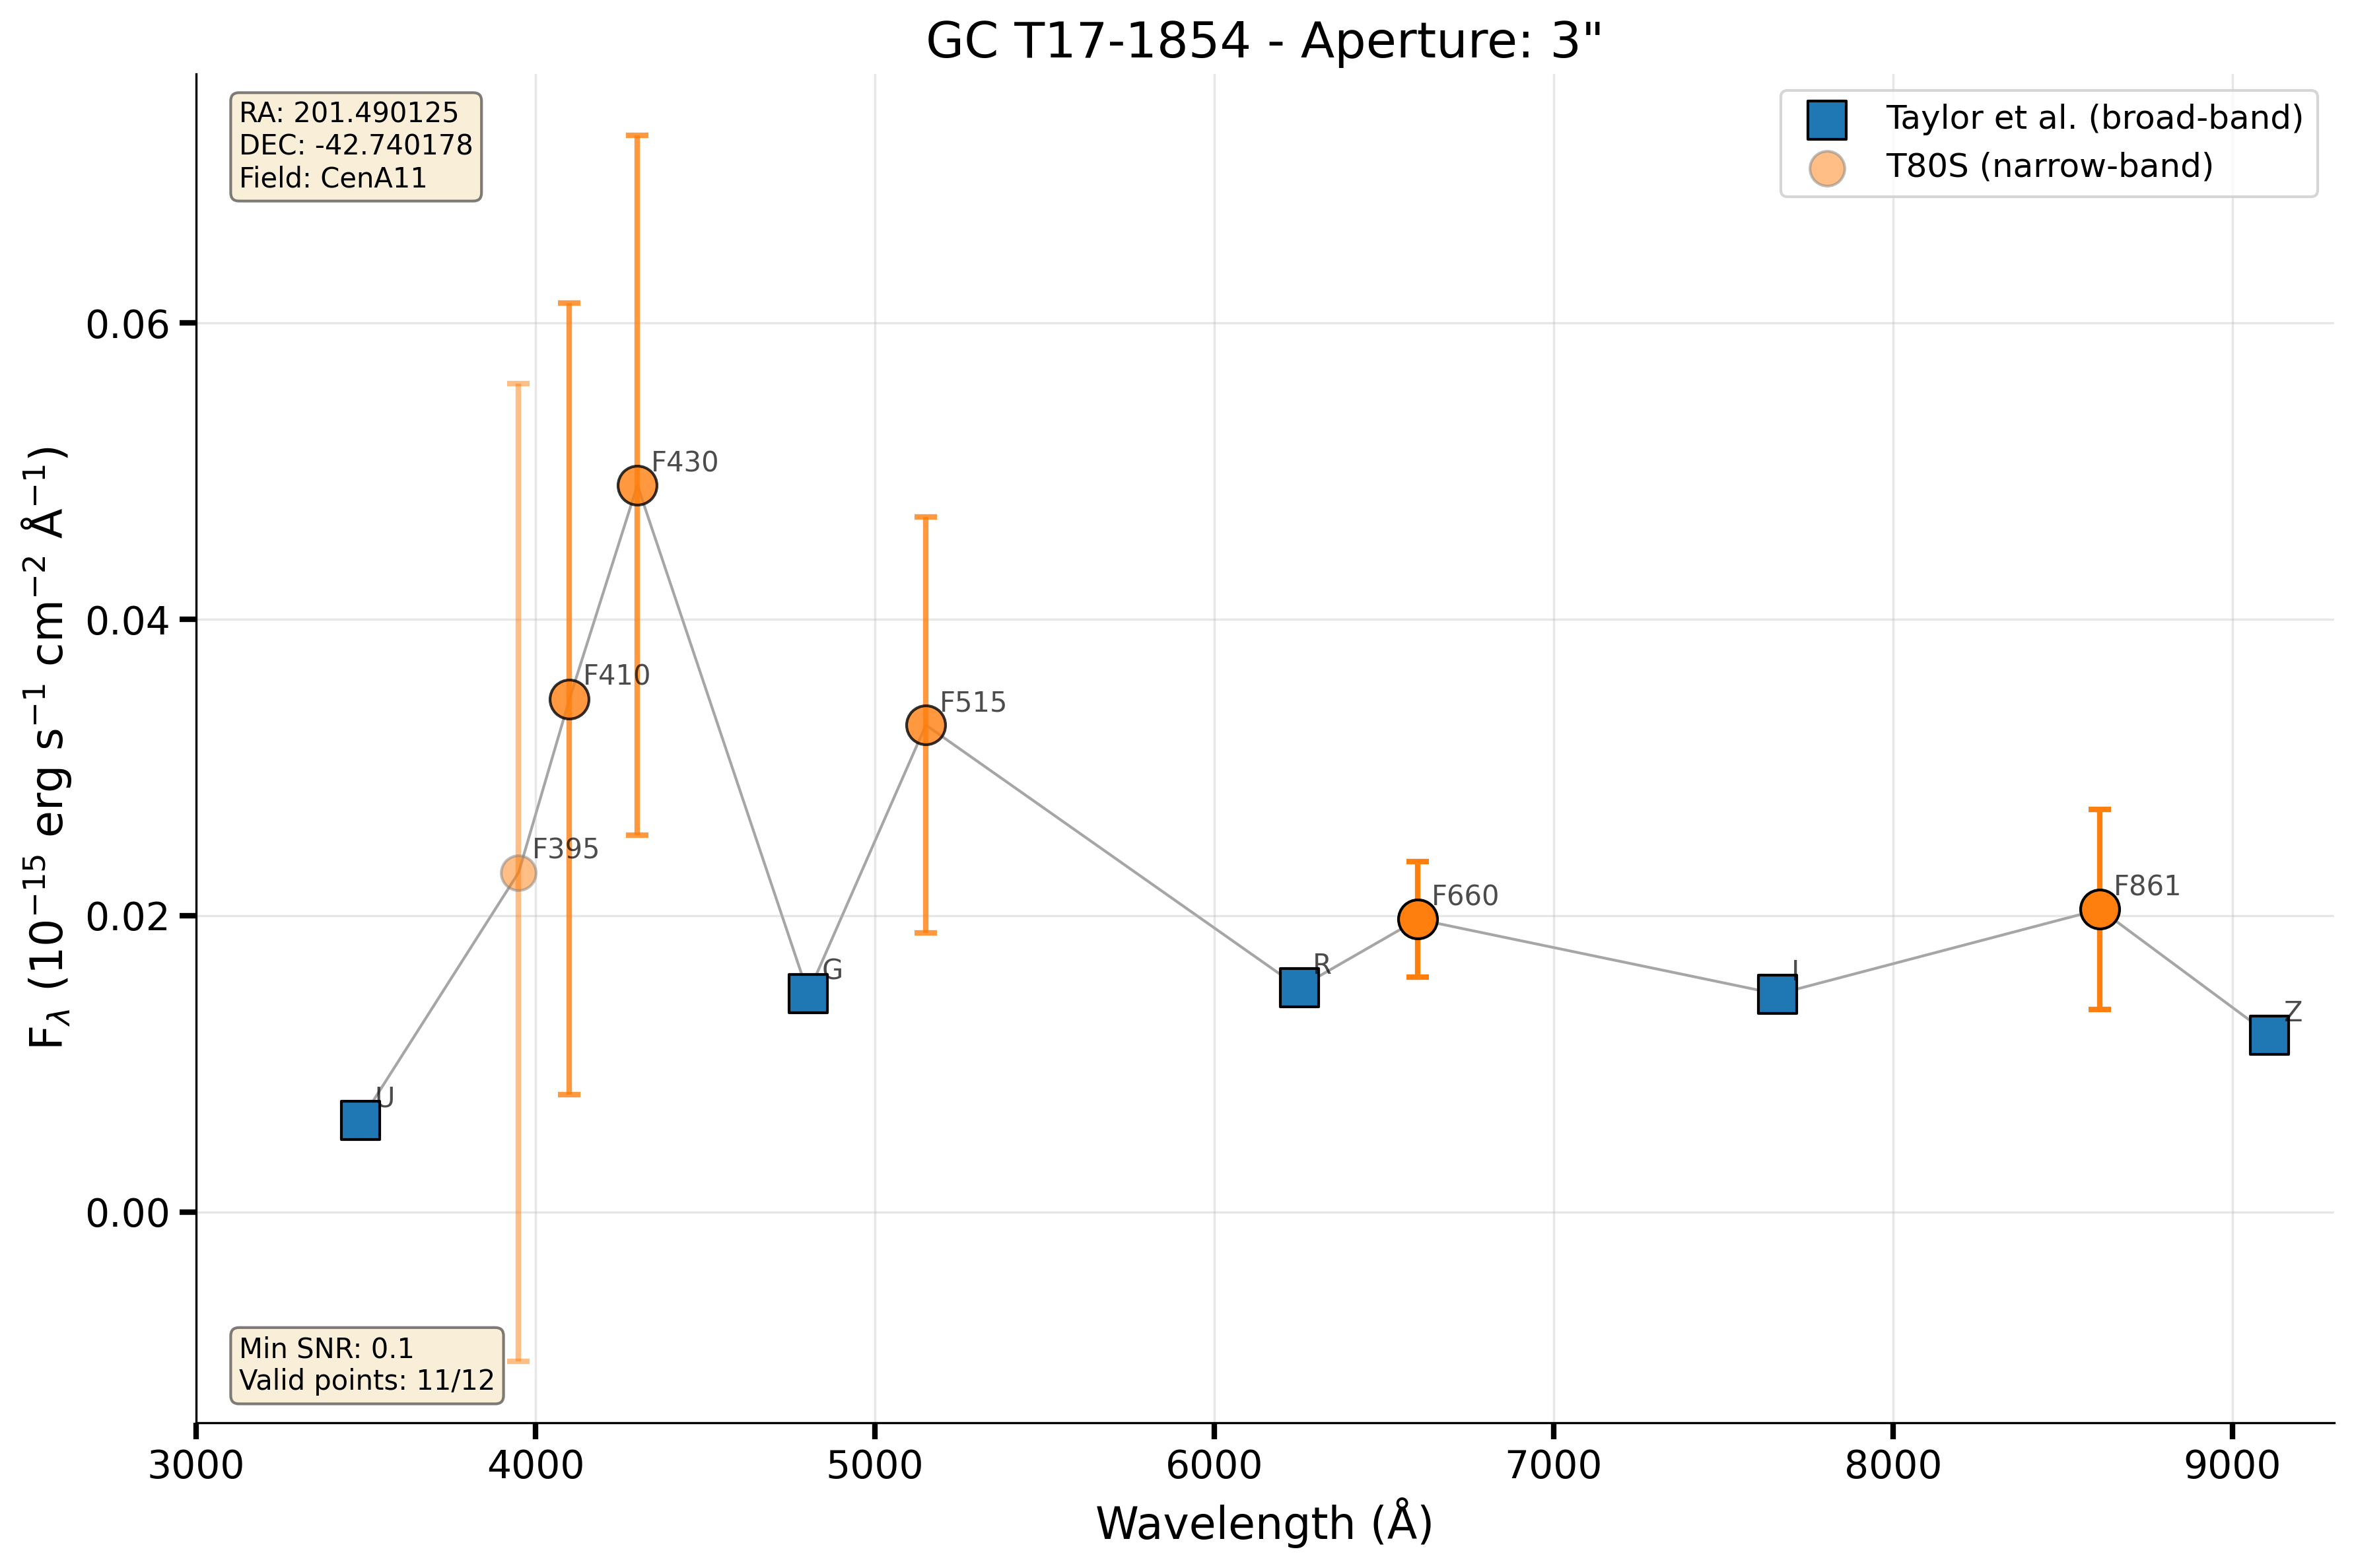 GC T17-1854 - Aperture: 3"
RA: 201.490125
DEC: -42.740178
Field: CenA11
Taylor et al. (broad-band)
T80S (narrow-band)
F430
F410
F515
F395
F660
F861
G
R
I
Z
U
Min SNR: 0.1
Valid points: 11/12
0.06
0.04
0.02
0.00
F_λ (10⁻¹⁵ erg s⁻¹ cm⁻² Å⁻¹)
3000 4000 5000 6000 7000 8000 9000
Wavelength (Å)